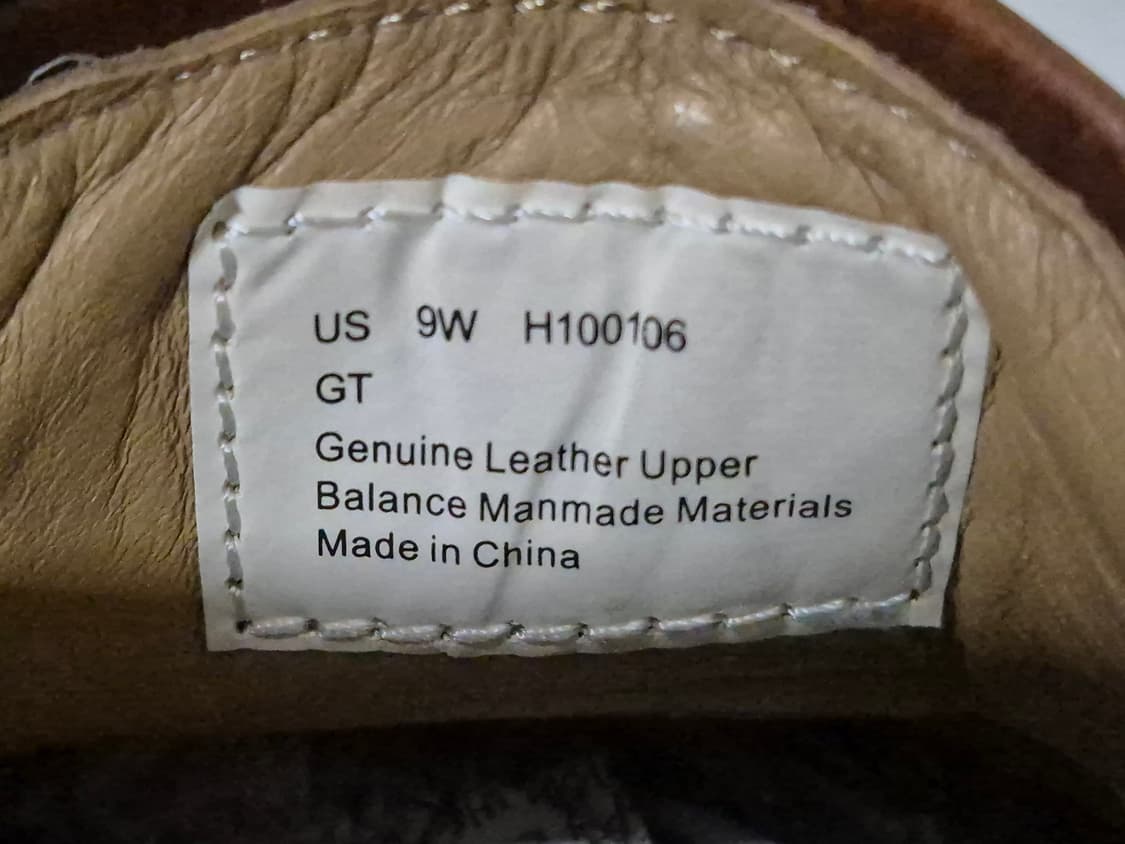 US 9W H100106
GT
Genuine Leather Upper
Balance Manmade Materials
Made in China